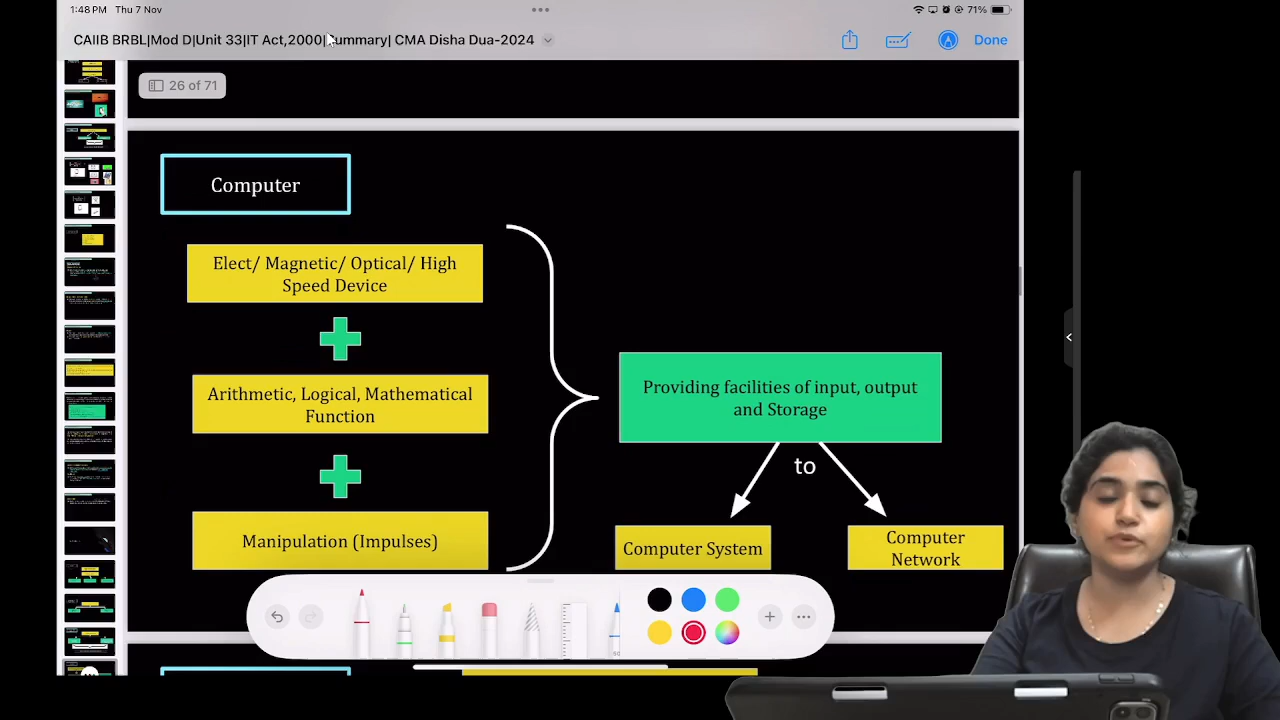 1:48 PM Thu 7 Nov
71%
CAIIB BRBL|Mod D|Unit 33|IT Act,2000|Summary| CMA Disha Dua-2024
Done
26 of 71
Computer
Elect/ Magnetic/ Optical/ High
Speed Device
Arithmetic, Logical, Mathematical
Function
Manipulation (Impulses)
Providing facilities of input, output
and Storage
to
Computer System
Computer
Network